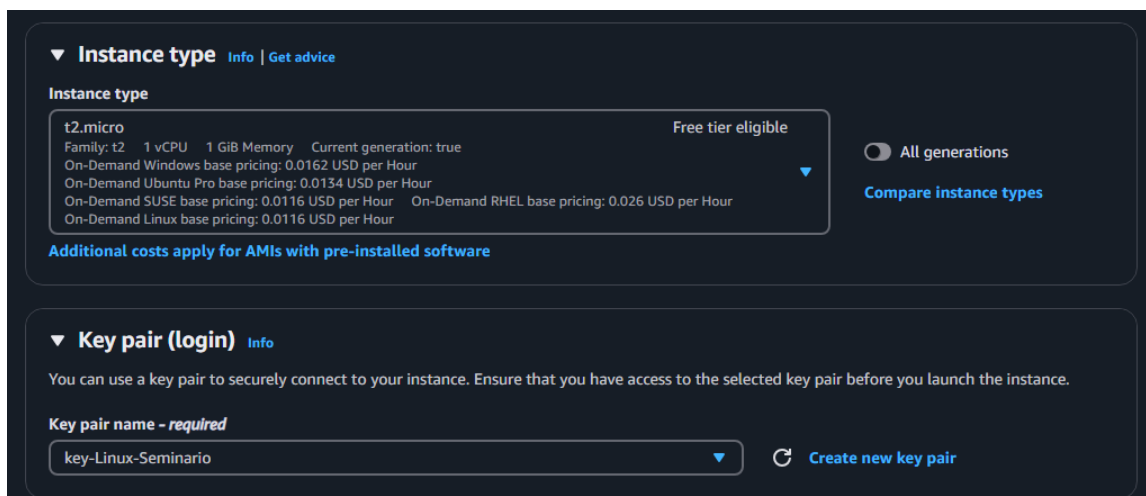 Instance type Info | Get advice
Instance type
t2.micro Free tier eligible
Family: t2 1 vCPU 1 GiB Memory Current generation: true
On-Demand Windows base pricing: 0.0162 USD per Hour
On-Demand Ubuntu Pro base pricing: 0.0134 USD per Hour
On-Demand SUSE base pricing: 0.0116 USD per Hour On-Demand RHEL base pricing: 0.026 USD per Hour
On-Demand Linux base pricing: 0.0116 USD per Hour
All generations
Compare instance types
Additional costs apply for AMIs with pre-installed software
Key pair (login) Info
You can use a key pair to securely connect to your instance. Ensure that you have access to the selected key pair before you launch the instance.
Key pair name - required
key-Linux-Seminario
Create new key pair